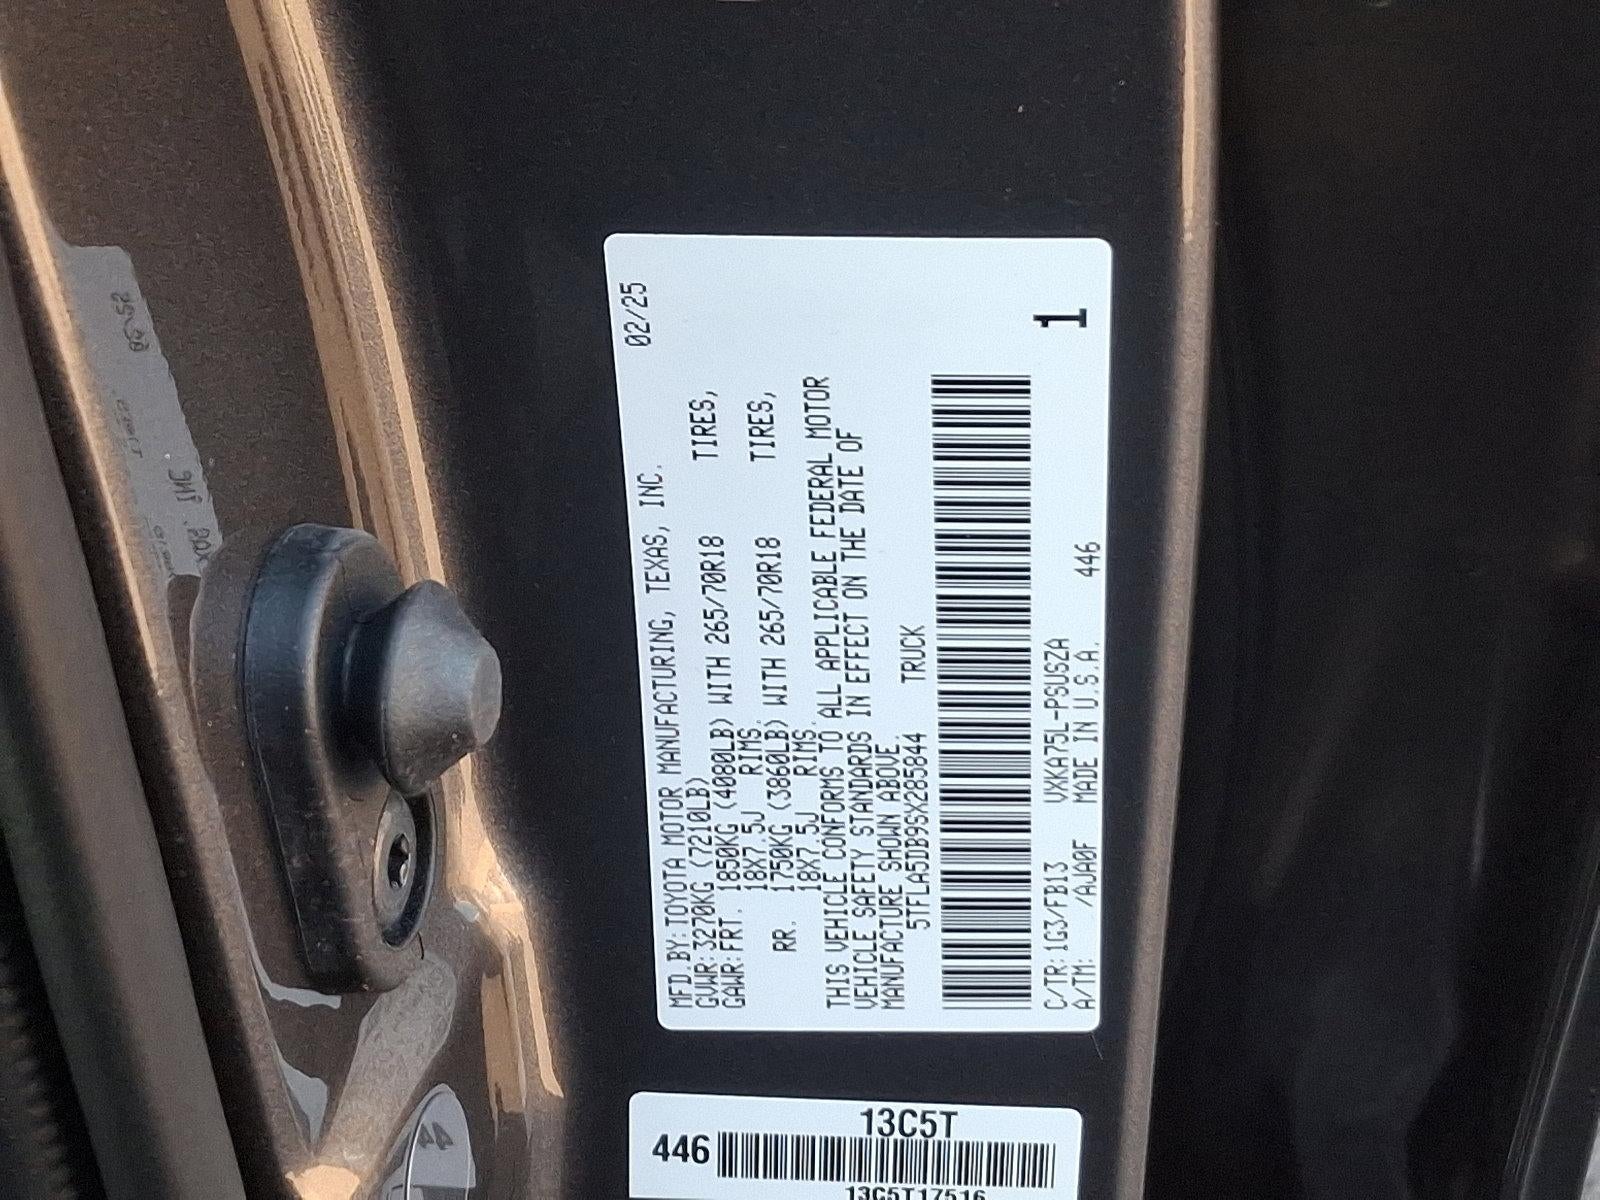 02/25
MFD.BY:TOYOTA MOTOR MANUFACTURING, TEXAS, INC.
GVWR:3270KG (7210LB)
GAWR:FRT. 1850KG (4080LB) WITH 265/70R18 TIRES,
18X7.5J RIMS.
RR. 1750KG (3860LB) WITH 265/70R18 TIRES,
18X7.5J RIMS.
THIS VEHICLE CONFORMS TO ALL APPLICABLE FEDERAL MOTOR
VEHICLE SAFETY STANDARDS IN EFFECT ON THE DATE OF
MANUFACTURE SHOWN ABOVE.
5TFLA5DB9SX285844 TRUCK
1
C/TR:1G3/FB13 VXKA75L-PSUSZA
A/TM: /AJA0F MADE IN U.S.A. 446
446
13C5T
13C5T17516